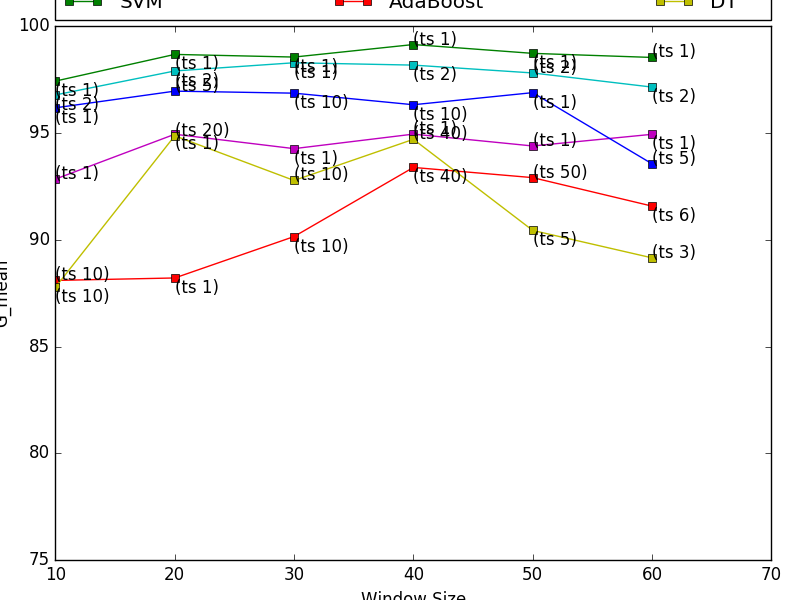 SVM AdaBoost DT
100
(ts 1) (ts 1)
(ts 1) (ts 1) (ts 1)
(ts 1) (ts 2) (ts 1) (ts 2) (ts 2)
(ts 2) (ts 5) (ts 10) (ts 1) (ts 2)
(ts 1) (ts 10)
95
(ts 20) (ts 1) (ts 1) (ts 1)
(ts 1) (ts 1) (ts 40) (ts 5)
(ts 1) (ts 10) (ts 40) (ts 50)
(ts 6)
90
(ts 10) (ts 5) (ts 3)
(ts 10) (ts 10) (ts 1)
G_mean
85
80
75
10 20 30 40 50 60 70
Window Size